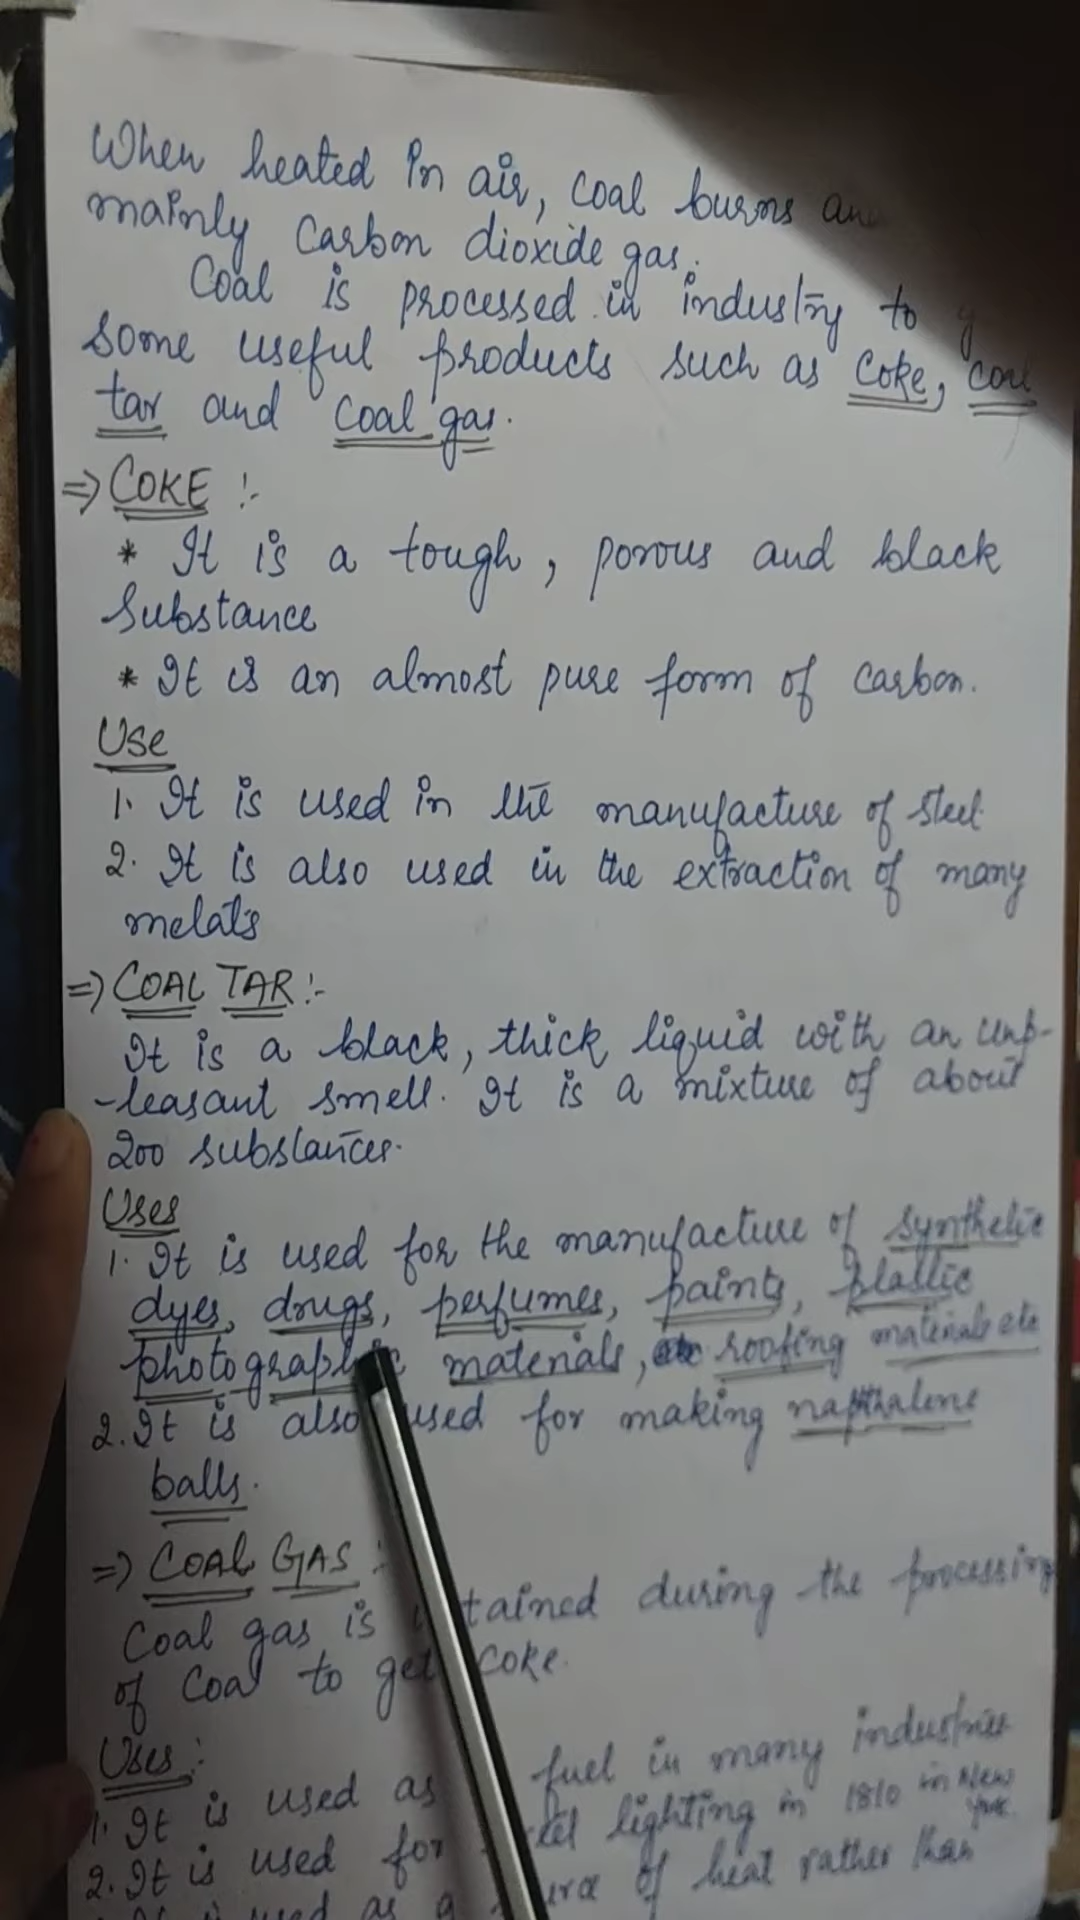 When heated in air, coal burns
mainly carbon dioxide gas.
Coal is processed in industry to
some useful products such as Coke, coal
tar and Coal gas.
=> COKE :-
* It is a tough, porous and black
substance
* It is an almost pure form of carbon.
Use
1. It is used in the manufacture of steel
2. It is also used in the extraction of many
metals
=> COAL TAR :-
It is a black, thick liquid with an unp-
-leasant smell. It is a mixture of about
200 substances.
Uses
1. It is used for the manufacture of synthetic
dyes, drugs, perfumes, paints, plastic
photographic materials, roofing materials etc
2. It is also used for making napthalene
balls.
=> COAL GAS :
Coal gas is tained during the processing
of Coal to get coke.
Uses :
1. It is used as fuel in many industries
2. It is used for lighting in 1810 in New York
used as a of heat rather than